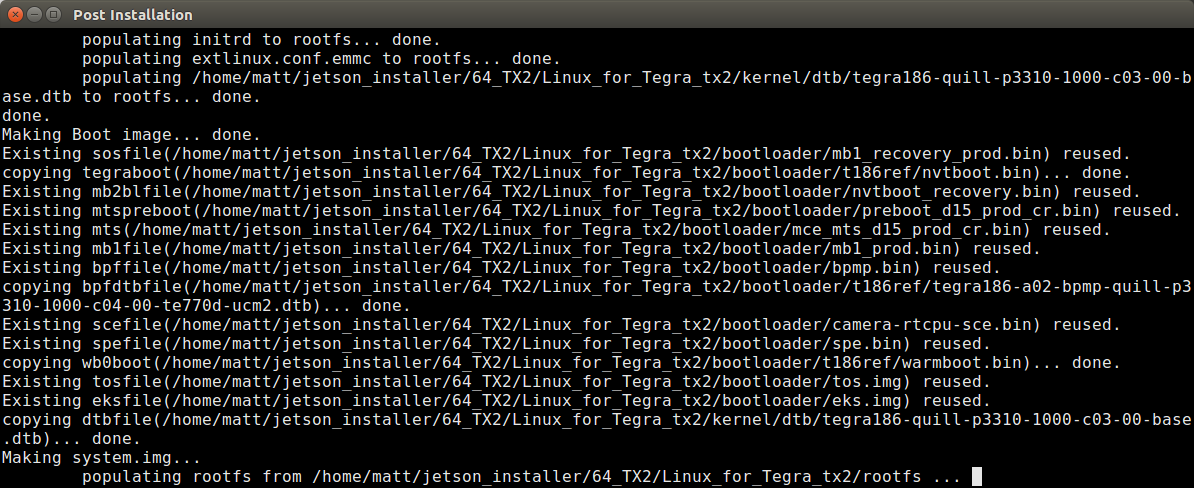 Post Installation
populating initrd to rootfs... done.
populating extlinux.conf.emmc to rootfs... done.
populating /home/matt/jetson_installer/64_TX2/Linux_for_Tegra_tx2/kernel/dtb/tegra186-quill-p3310-1000-c03-00-b
ase.dtb to rootfs... done.
done.
Making Boot image... done.
Existing sosfile(/home/matt/jetson_installer/64_TX2/Linux_for_Tegra_tx2/bootloader/mb1_recovery_prod.bin) reused.
copying tegraboot(/home/matt/jetson_installer/64_TX2/Linux_for_Tegra_tx2/bootloader/t186ref/nvtboot.bin)... done.
Existing mb2blfile(/home/matt/jetson_installer/64_TX2/Linux_for_Tegra_tx2/bootloader/nvtboot_recovery.bin) reused.
Existing mtspreboot(/home/matt/jetson_installer/64_TX2/Linux_for_Tegra_tx2/bootloader/preboot_d15_prod_cr.bin) reused.
Existing mts(/home/matt/jetson_installer/64_TX2/Linux_for_Tegra_tx2/bootloader/mce_mts_d15_prod_cr.bin) reused.
Existing mb1file(/home/matt/jetson_installer/64_TX2/Linux_for_Tegra_tx2/bootloader/mb1_prod.bin) reused.
Existing bpffile(/home/matt/jetson_installer/64_TX2/Linux_for_Tegra_tx2/bootloader/bpmp.bin) reused.
copying bpfdtbfile(/home/matt/jetson_installer/64_TX2/Linux_for_Tegra_tx2/bootloader/t186ref/tegra186-a02-bpmp-quill-p3
310-1000-c04-00-te770d-ucm2.dtb)... done.
Existing scefile(/home/matt/jetson_installer/64_TX2/Linux_for_Tegra_tx2/bootloader/camera-rtcpu-sce.bin) reused.
Existing spefile(/home/matt/jetson_installer/64_TX2/Linux_for_Tegra_tx2/bootloader/spe.bin) reused.
copying wb0boot(/home/matt/jetson_installer/64_TX2/Linux_for_Tegra_tx2/bootloader/t186ref/warmboot.bin)... done.
Existing tosfile(/home/matt/jetson_installer/64_TX2/Linux_for_Tegra_tx2/bootloader/tos.img) reused.
Existing eksfile(/home/matt/jetson_installer/64_TX2/Linux_for_Tegra_tx2/bootloader/eks.img) reused.
copying dtbfile(/home/matt/jetson_installer/64_TX2/Linux_for_Tegra_tx2/kernel/dtb/tegra186-quill-p3310-1000-c03-00-base
.dtb)... done.
Making system.img...
populating rootfs from /home/matt/jetson_installer/64_TX2/Linux_for_Tegra_tx2/rootfs ...